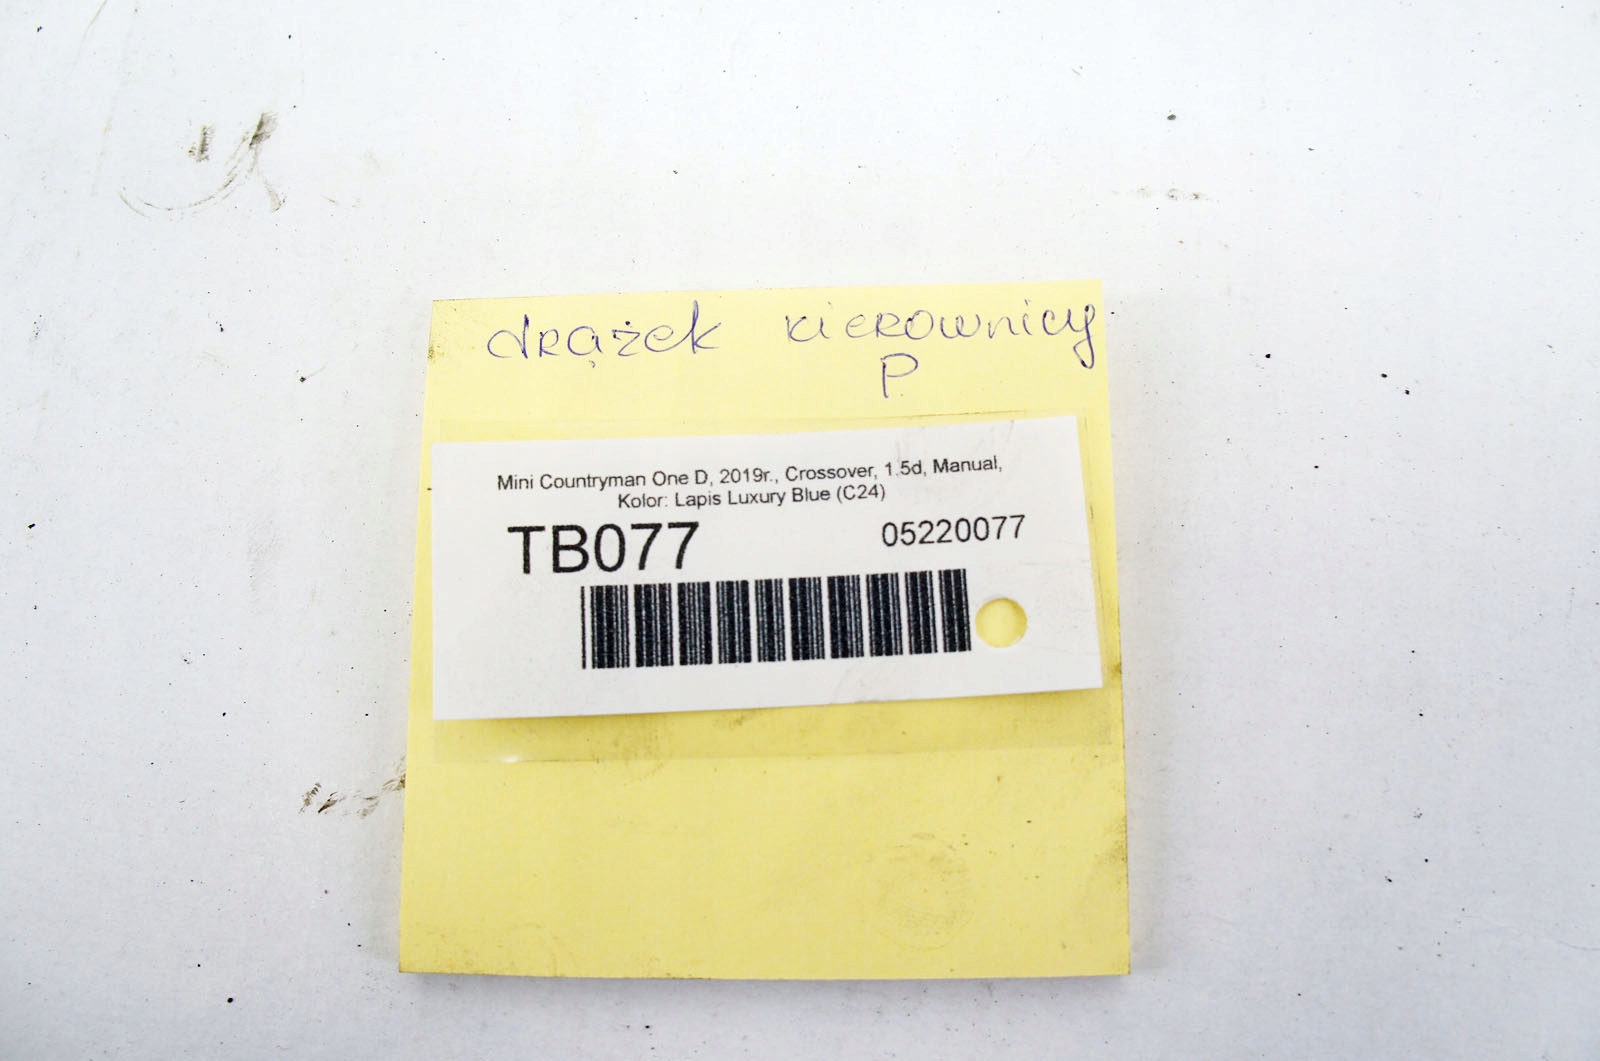 drążek kierownicy
P
Mini Countryman One D, 2019r., Crossover, 1.5d, Manual,
Kolor: Lapis Luxury Blue (C24)
TB077 05220077